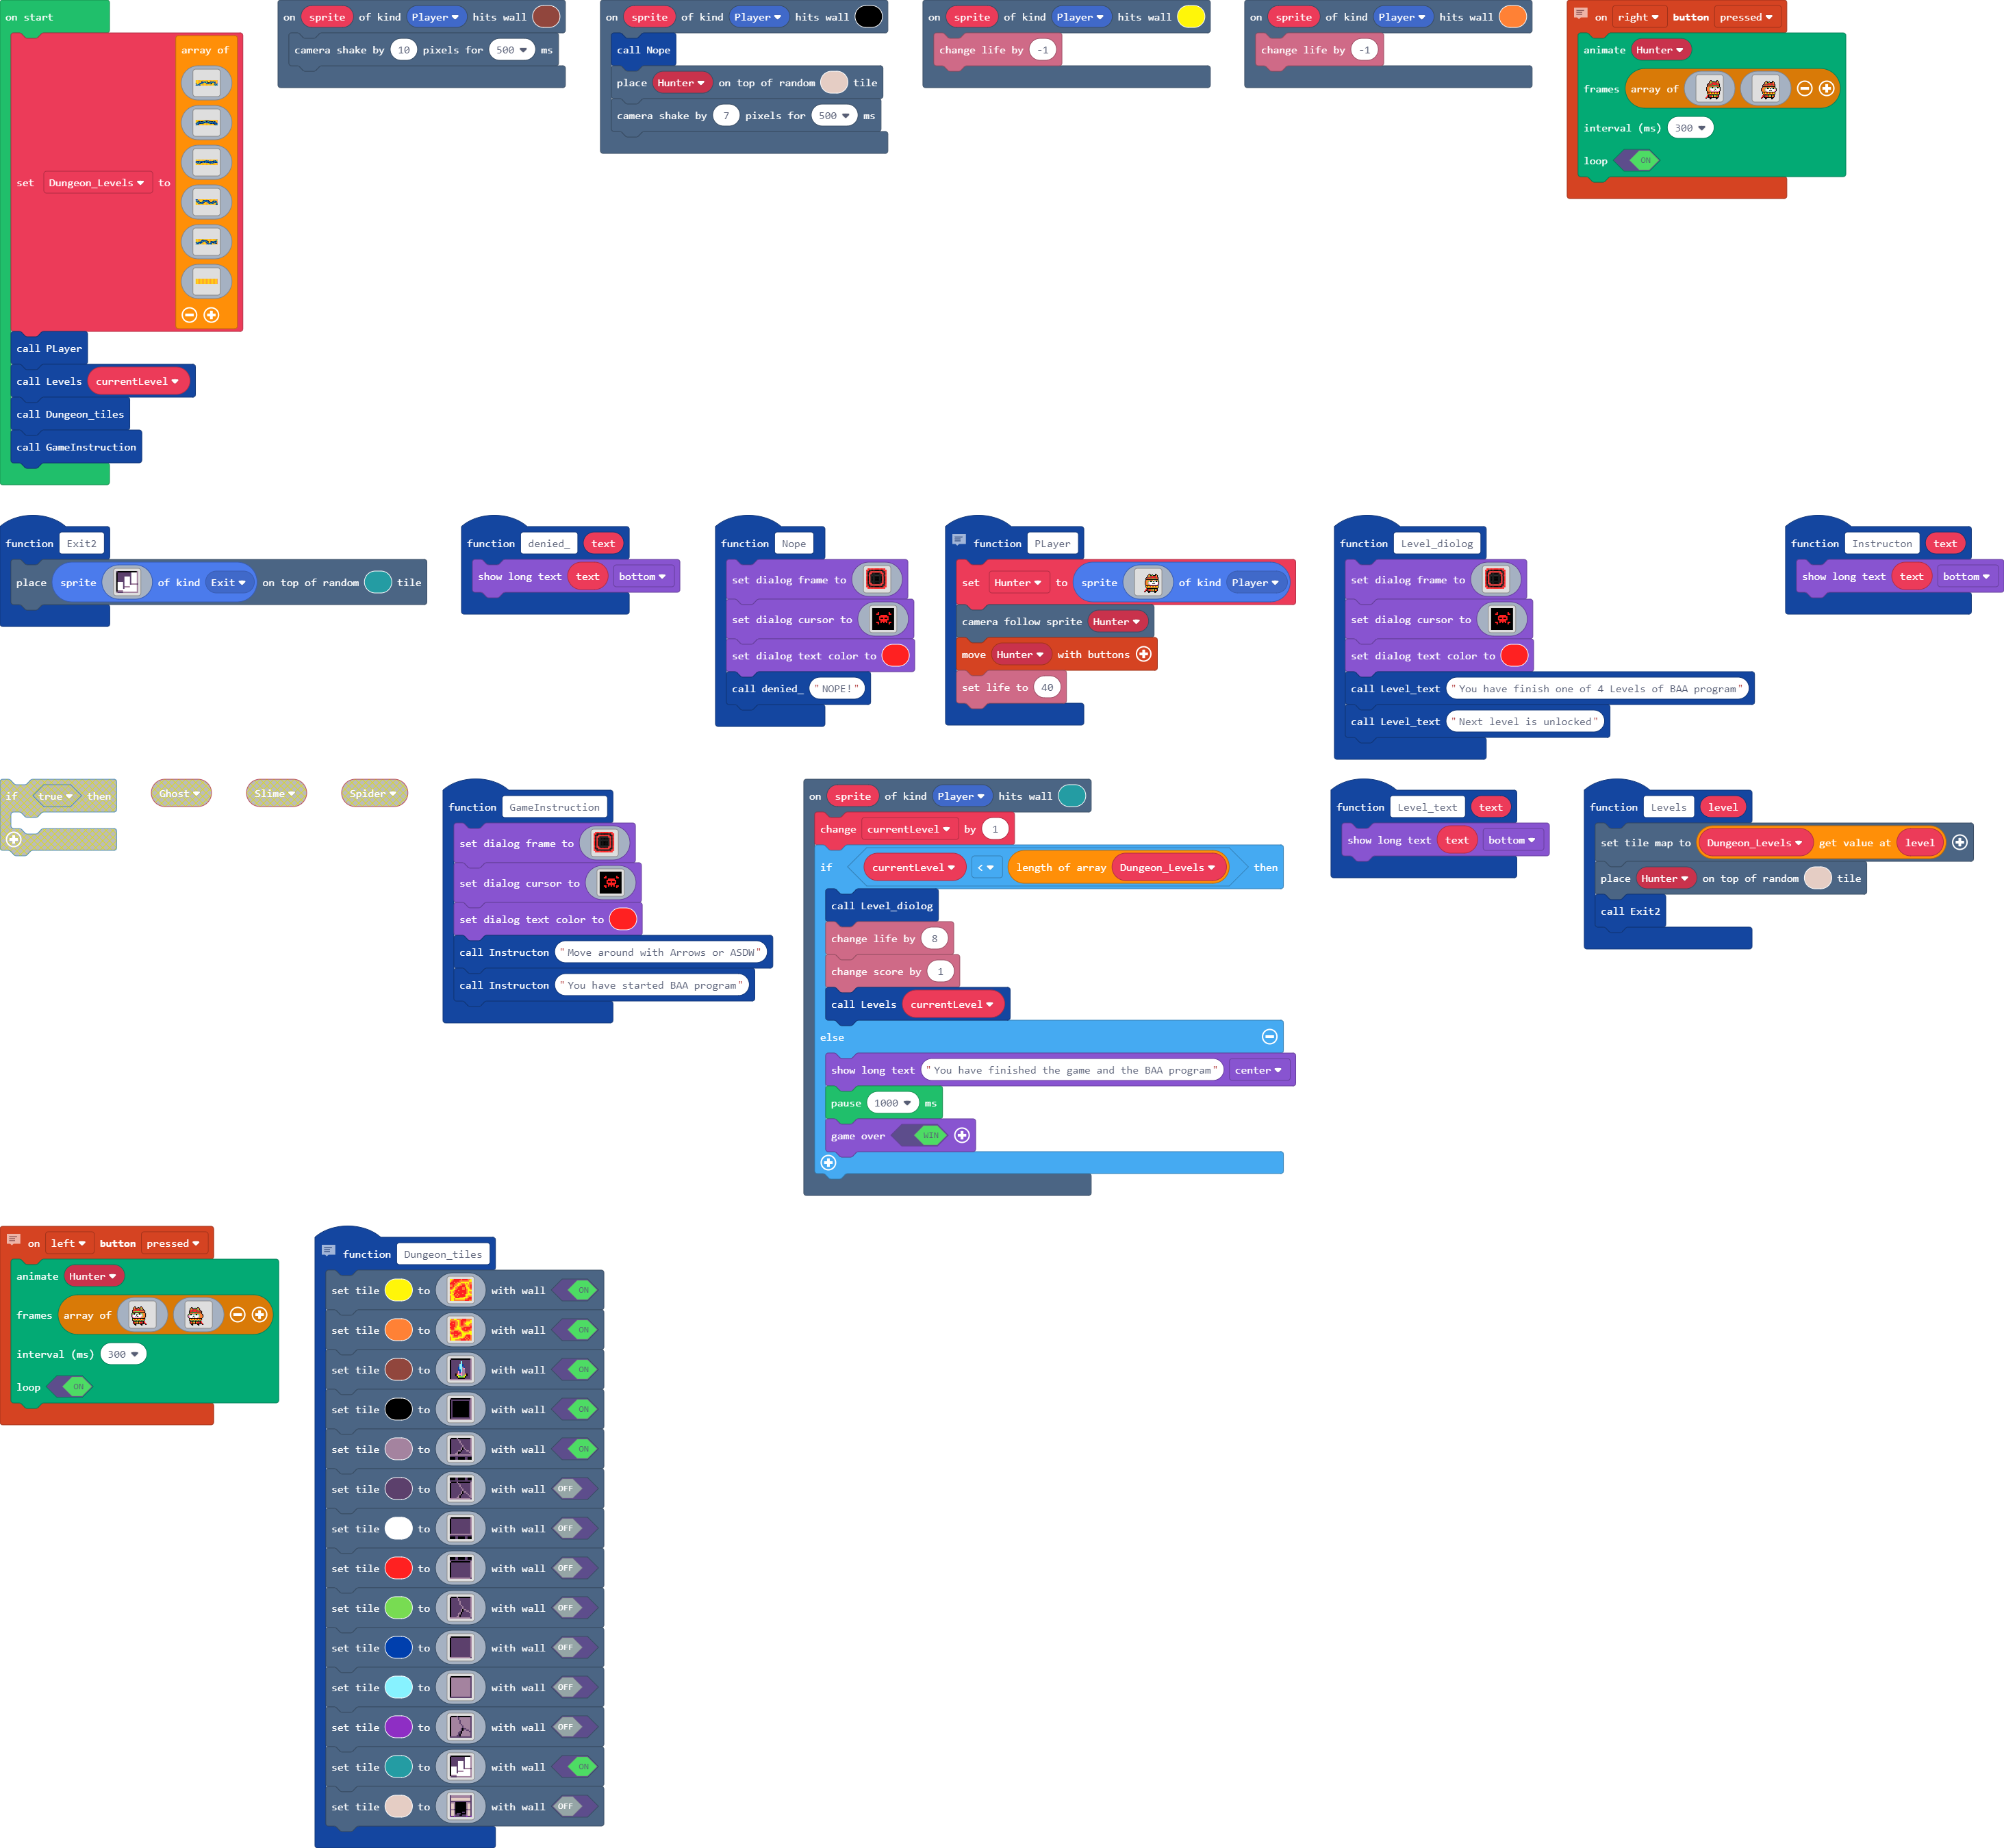 on start
set Dungeon_Levels to
array of
call PLayer
call Levels currentLevel
call Dungeon_tiles
call GameInstruction
on sprite of kind Player hits wall
camera shake by 10 pixels for 500 ms
on sprite of kind Player hits wall
call Nope
place Hunter on top of random tile
camera shake by 7 pixels for 500 ms
on sprite of kind Player hits wall
change life by -1
on sprite of kind Player hits wall
change life by -1
on right button pressed
animate Hunter
frames array of
interval (ms) 300
loop ON
function Exit2
place sprite of kind Exit on top of random tile
function denied_ text
show long text text bottom
function Nope
set dialog frame to
set dialog cursor to
set dialog text color to
call denied_ "NOPE!"
function PLayer
set Hunter to sprite of kind Player
camera follow sprite Hunter
move Hunter with buttons
set life to 40
function Level_diolog
set dialog frame to
set dialog cursor to
set dialog text color to
call Level_text "You have finish one of 4 Levels of BAA program"
call Level_text "Next level is unlocked"
function Instructon text
show long text text bottom
if true then
Ghost
Slime
Spider
function GameInstruction
set dialog frame to
set dialog cursor to
set dialog text color to
call Instructon "Move around with Arrows or ASDW"
call Instructon "You have started BAA program"
on sprite of kind Player hits wall
change currentLevel by 1
if currentLevel < length of array Dungeon_Levels then
call Level_diolog
change life by 8
change score by 1
call Levels currentLevel
else
show long text "You have finished the game and the BAA program" center
pause 1000 ms
game over WIN
function Level_text text
show long text text bottom
function Levels level
set tile map to Dungeon_Levels get value at level
place Hunter on top of random tile
call Exit2
on left button pressed
animate Hunter
frames array of
interval (ms) 300
loop ON
function Dungeon_tiles
set tile to with wall ON
set tile to with wall ON
set tile to with wall ON
set tile to with wall ON
set tile to with wall ON
set tile to with wall OFF
set tile to with wall OFF
set tile to with wall OFF
set tile to with wall OFF
set tile to with wall OFF
set tile to with wall OFF
set tile to with wall OFF
set tile to with wall ON
set tile to with wall OFF